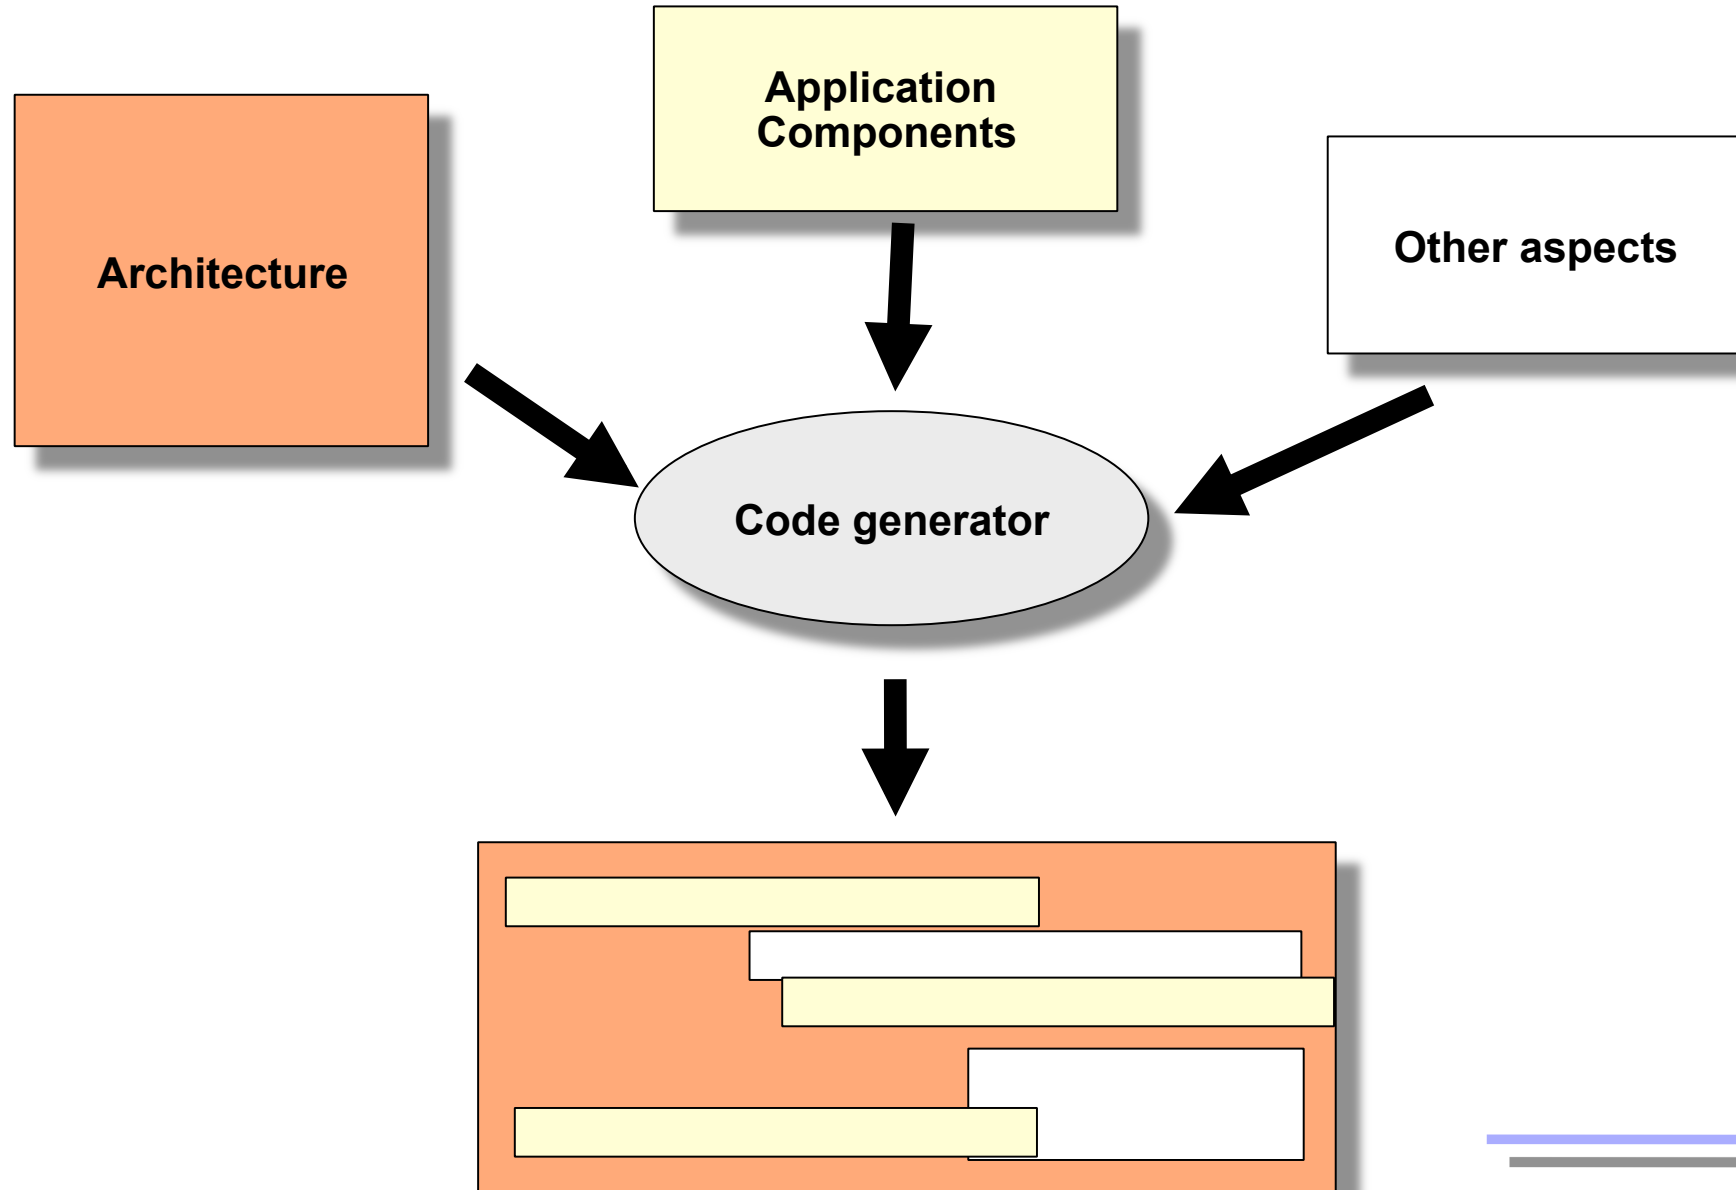 Application
Components
Architecture
Other aspects
Code generator